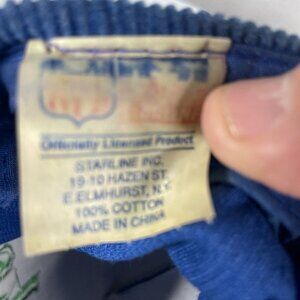 Officially Licensed Product
STARLINE INC.
19-10 HAZEN ST.
E.ELMHURST, N.Y.
100% COTTON
MADE IN CHINA